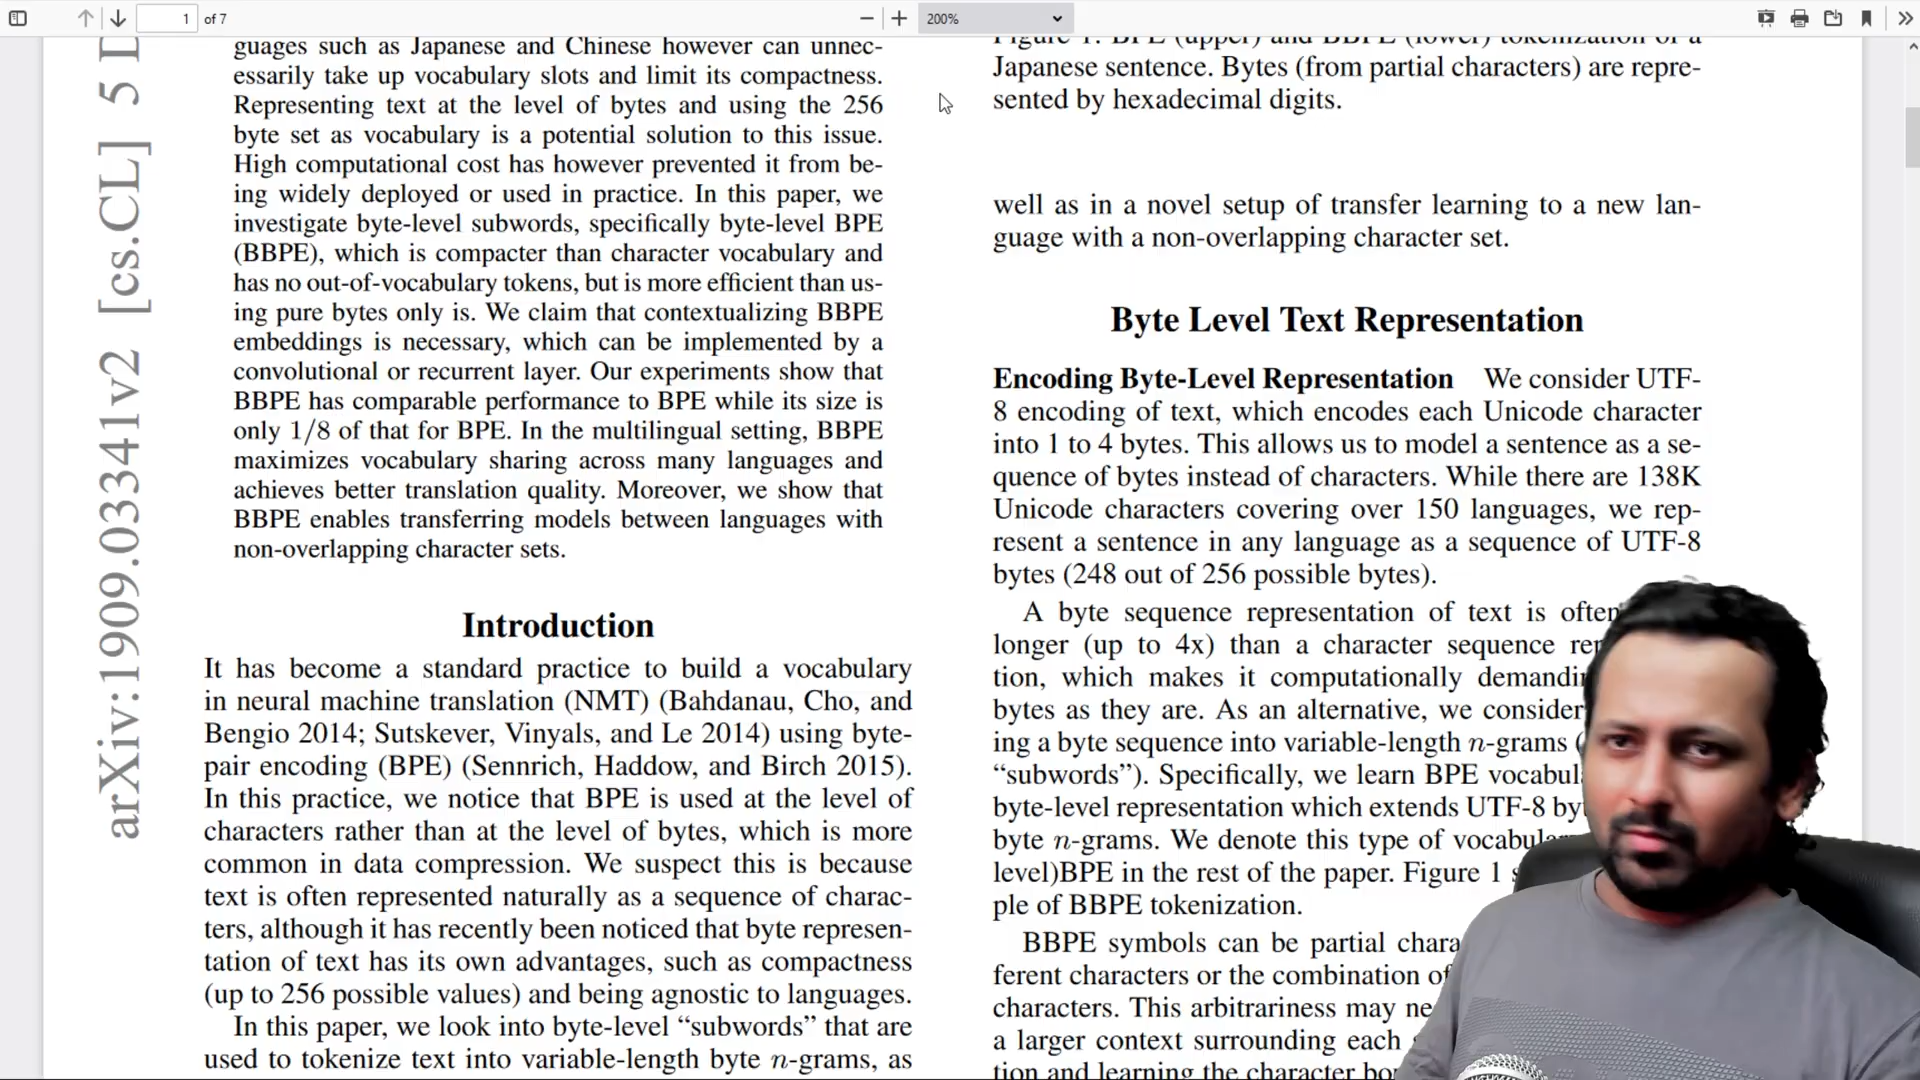 1 of 7
200%
arXiv:1909.03341v2 [cs.CL] 5 D
guages such as Japanese and Chinese however can unnec-
essarily take up vocabulary slots and limit its compactness.
Representing text at the level of bytes and using the 256
byte set as vocabulary is a potential solution to this issue.
High computational cost has however prevented it from be-
ing widely deployed or used in practice. In this paper, we
investigate byte-level subwords, specifically byte-level BPE
(BBPE), which is compacter than character vocabulary and
has no out-of-vocabulary tokens, but is more efficient than us-
ing pure bytes only is. We claim that contextualizing BBPE
embeddings is necessary, which can be implemented by a
convolutional or recurrent layer. Our experiments show that
BBPE has comparable performance to BPE while its size is
only 1/8 of that for BPE. In the multilingual setting, BBPE
maximizes vocabulary sharing across many languages and
achieves better translation quality. Moreover, we show that
BBPE enables transferring models between languages with
non-overlapping character sets.
Introduction
It has become a standard practice to build a vocabulary
in neural machine translation (NMT) (Bahdanau, Cho, and
Bengio 2014; Sutskever, Vinyals, and Le 2014) using byte-
pair encoding (BPE) (Sennrich, Haddow, and Birch 2015).
In this practice, we notice that BPE is used at the level of
characters rather than at the level of bytes, which is more
common in data compression. We suspect this is because
text is often represented naturally as a sequence of charac-
ters, although it has recently been noticed that byte represen-
tation of text has its own advantages, such as compactness
(up to 256 possible values) and being agnostic to languages.
In this paper, we look into byte-level “subwords” that are
used to tokenize text into variable-length byte n-grams, as
Figure 1: BPE (upper) and BBPE (lower) tokenization of a
Japanese sentence. Bytes (from partial characters) are repre-
sented by hexadecimal digits.
well as in a novel setup of transfer learning to a new lan-
guage with a non-overlapping character set.
Byte Level Text Representation
Encoding Byte-Level Representation We consider UTF-
8 encoding of text, which encodes each Unicode character
into 1 to 4 bytes. This allows us to model a sentence as a se-
quence of bytes instead of characters. While there are 138K
Unicode characters covering over 150 languages, we rep-
resent a sentence in any language as a sequence of UTF-8
bytes (248 out of 256 possible bytes).
A byte sequence representation of text is often
longer (up to 4x) than a character sequence re
tion, which makes it computationally demandi
bytes as they are. As an alternative, we consider
ing a byte sequence into variable-length n-grams (
“subwords”). Specifically, we learn BPE vocabul
byte-level representation which extends UTF-8 by
byte n-grams. We denote this type of vocabula
level)BPE in the rest of the paper. Figure 1 s
ple of BBPE tokenization.
BBPE symbols can be partial chara
ferent characters or the combination of
characters. This arbitrariness may ne
a larger context surrounding each
tion and learning the character bo